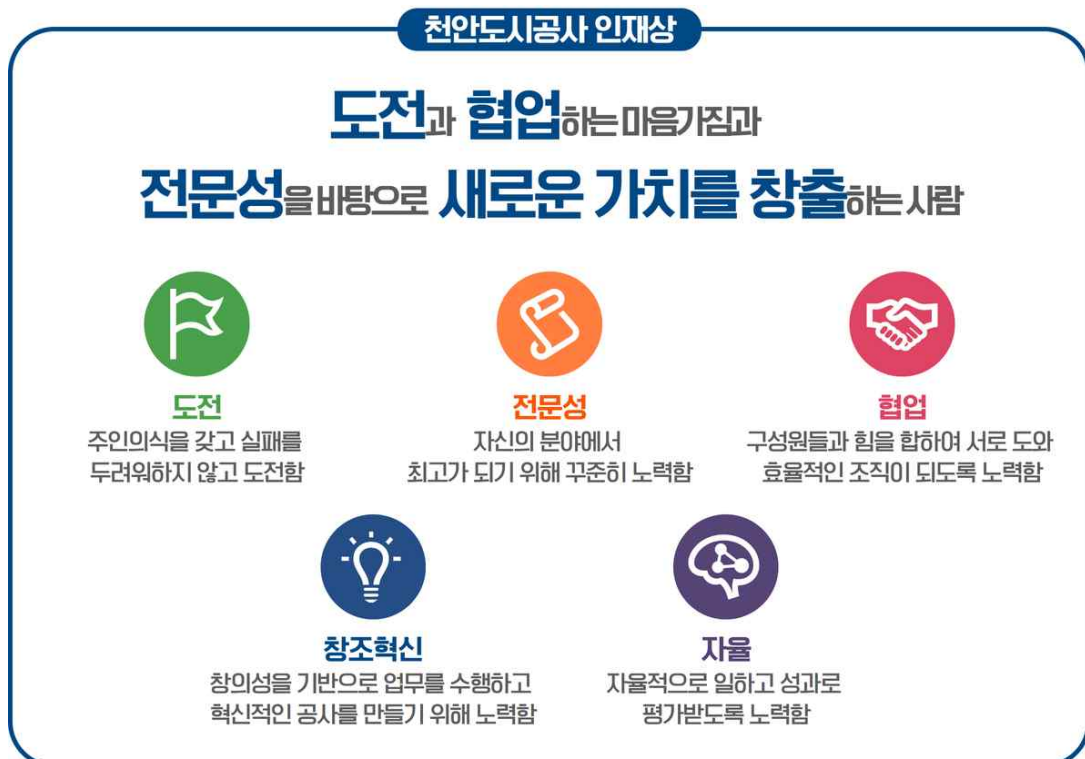 천안도시공사 인재상
도전과 협업하는 마음가짐과
전문성을 바탕으로 새로운 가치를 창출하는 사람
도전
주인의식을 갖고 실패를
두려워하지 않고 도전함
전문성
자신의 분야에서
최고가 되기 위해 꾸준히 노력함
협업
구성원들과 힘을 합하여 서로 도와
효율적인 조직이 되도록 노력함
창조혁신
창의성을 기반으로 업무를 수행하고
혁신적인 공사를 만들기 위해 노력함
자율
자율적으로 일하고 성과로
평가받도록 노력함